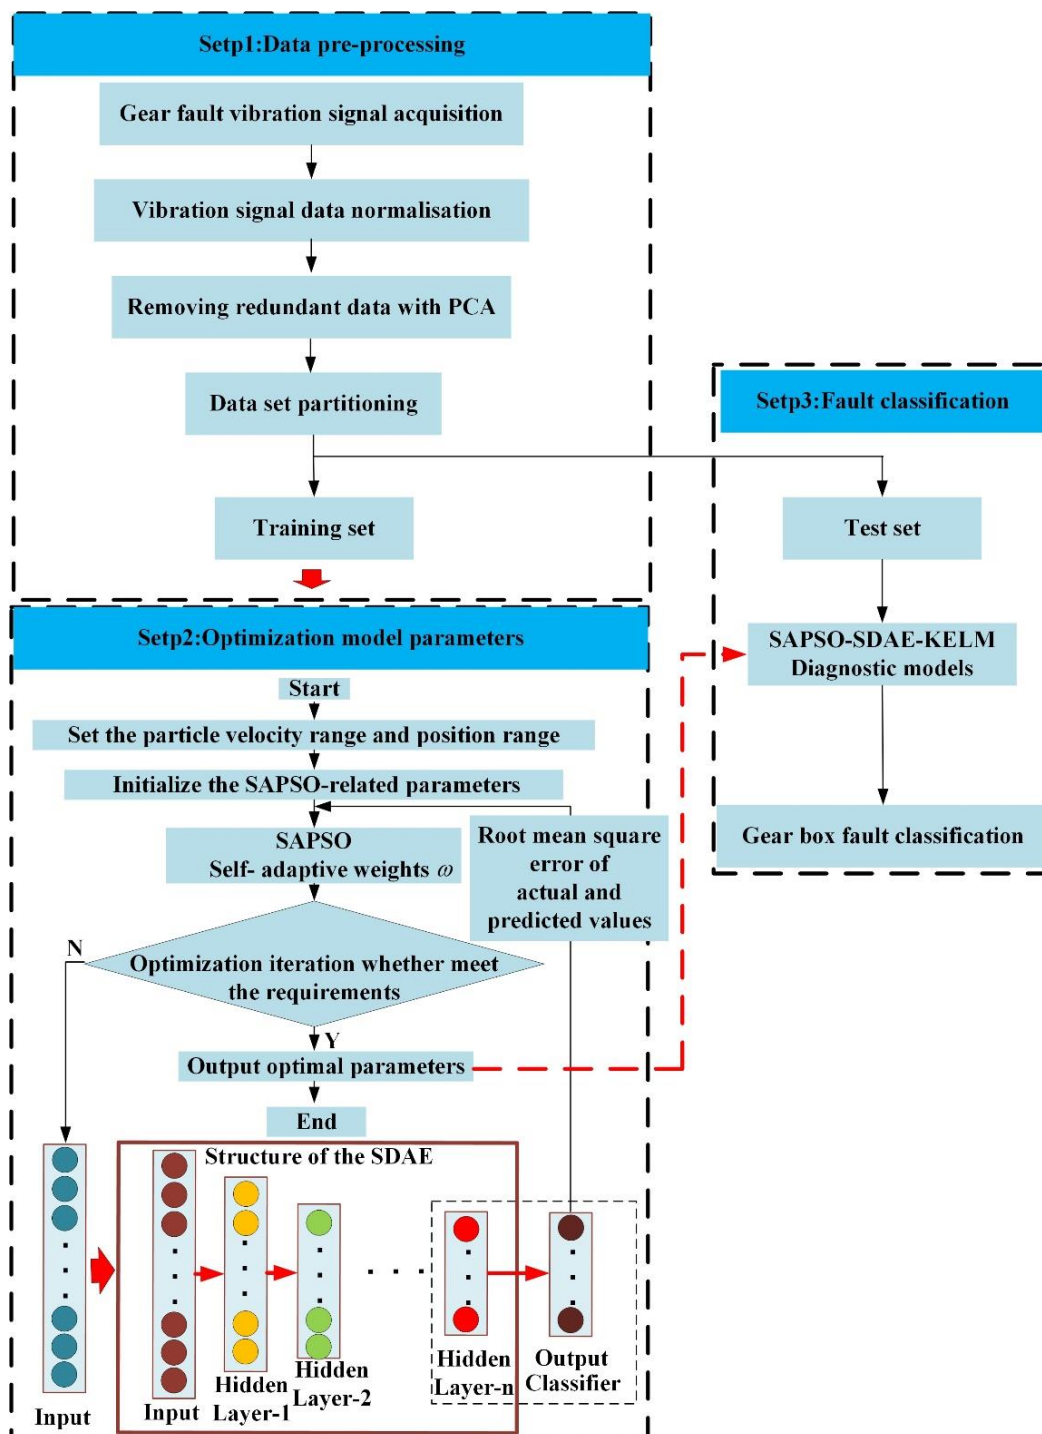 Setp1:Data pre-processing
Gear fault vibration signal acquisition
Vibration signal data normalisation
Removing redundant data with PCA
Data set partitioning
Training set
Setp3:Fault classification
Test set
SAPSO-SDAE-KELM
Diagnostic models
Gear box fault classification
Setp2:Optimization model parameters
Start
Set the particle velocity range and position range
Initialize the SAPSO-related parameters
SAPSO
Self- adaptive weights ω
Root mean square
error of
actual and
predicted values
N
Optimization iteration whether meet
the requirements
Y
Output optimal parameters
End
Structure of the SDAE
Input
Input
Hidden
Layer-1
Hidden
Layer-2
Hidden
Layer-n
Output
Classifier